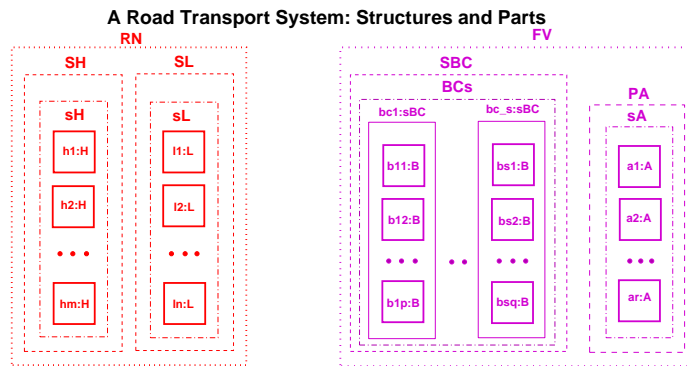 A Road Transport System: Structures and Parts
RN
FV
SH
SL
SBC
BCs
PA
sH
sL
bc1:sBC
bc_s:sBC
sA
h1:H
l1:L
b11:B
bs1:B
a1:A
h2:H
l2:L
b12:B
bs2:B
a2:A
hm:H
ln:L
b1p:B
bsq:B
ar:A